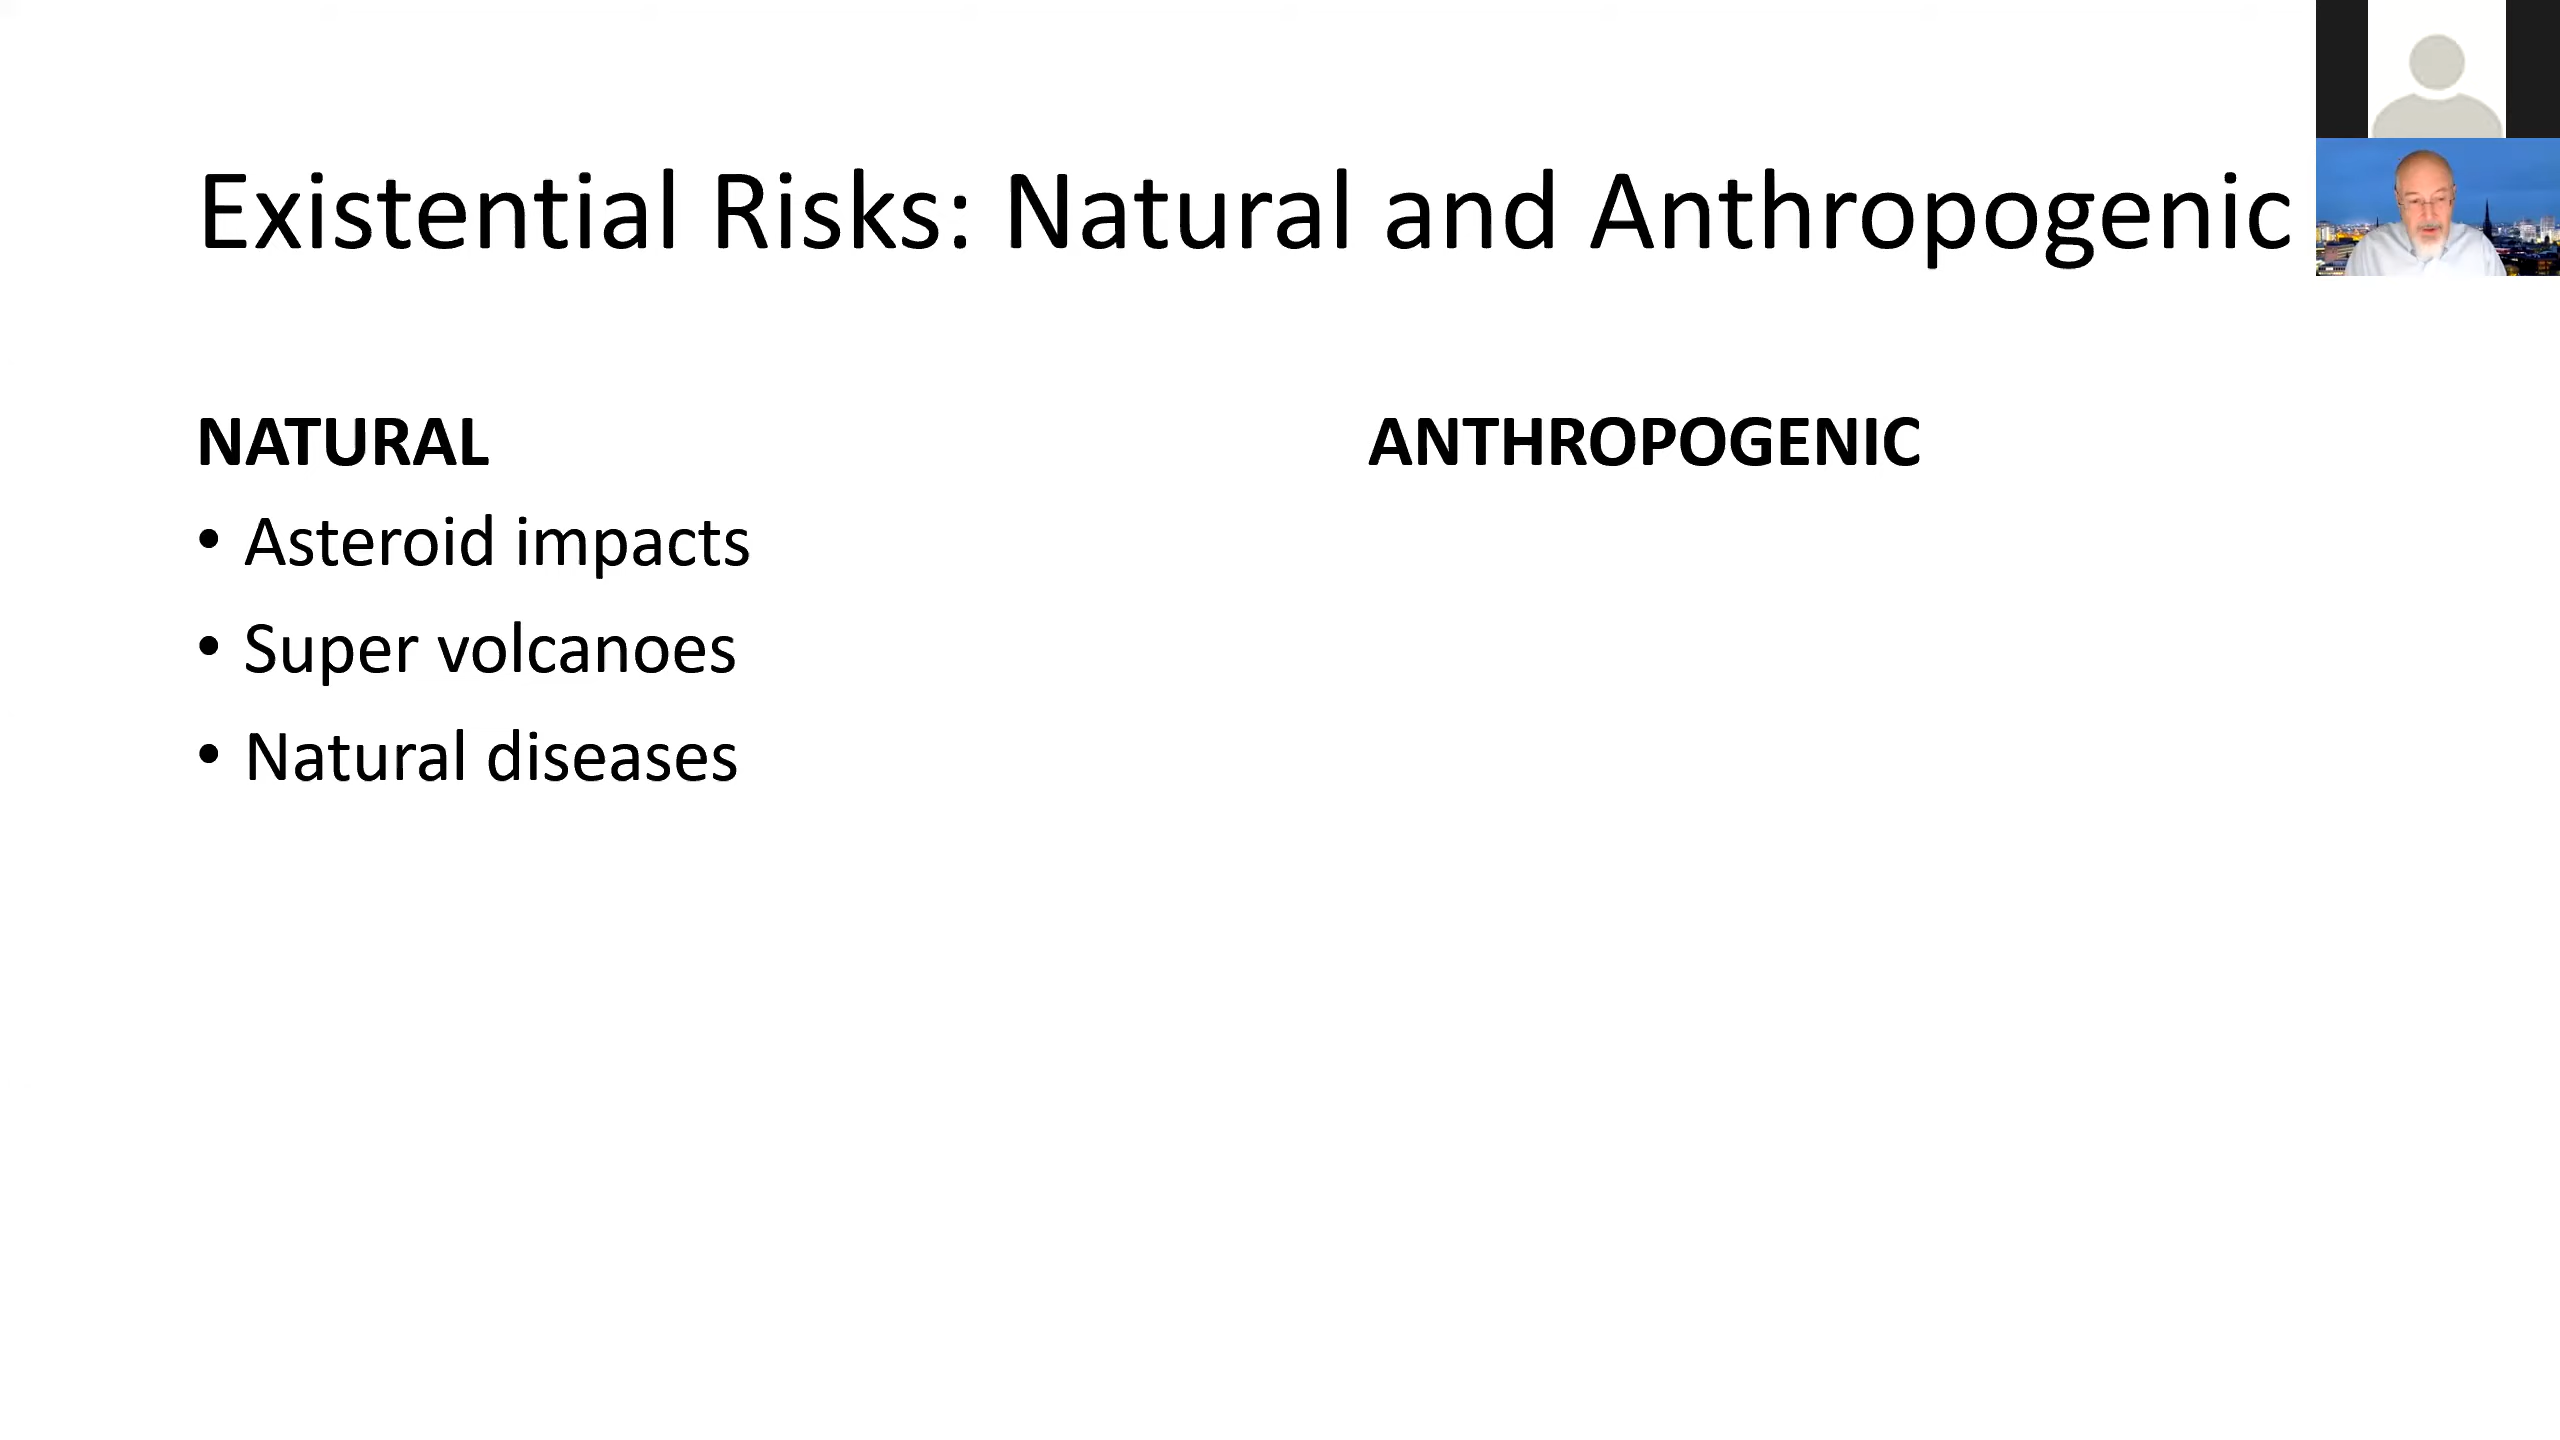 Existential Risks: Natural and Anthropogenic
NATURAL
• Asteroid impacts
• Super volcanoes
• Natural diseases
ANTHROPOGENIC